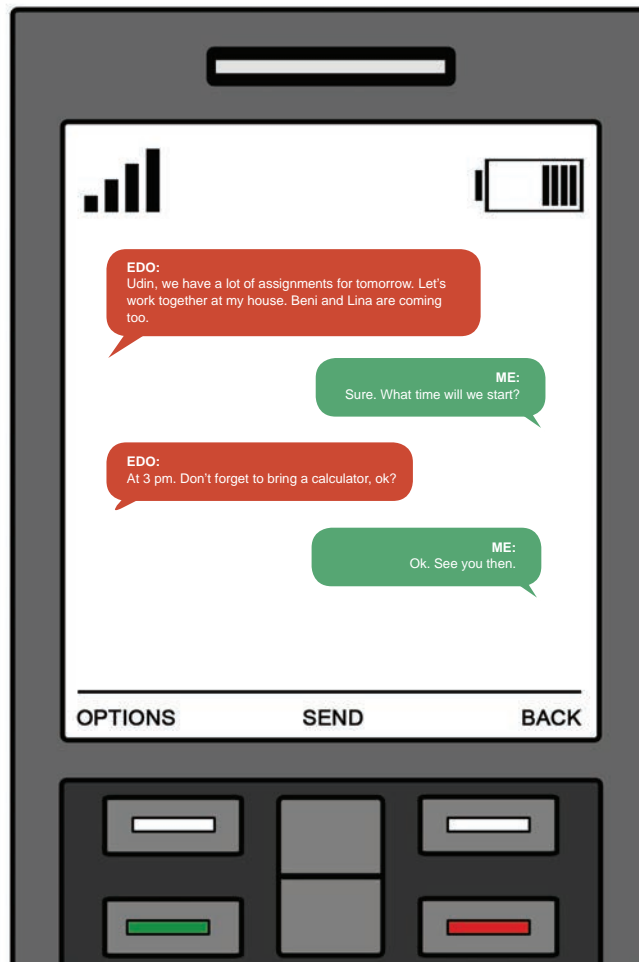 EDO:
Udin, we have a lot of assignments for tomorrow. Let's
work together at my house. Beni and Lina are coming
too.
ME:
Sure. What time will we start?
EDO:
At 3 pm. Don't forget to bring a calculator, ok?
ME:
Ok. See you then.
OPTIONS SEND BACK